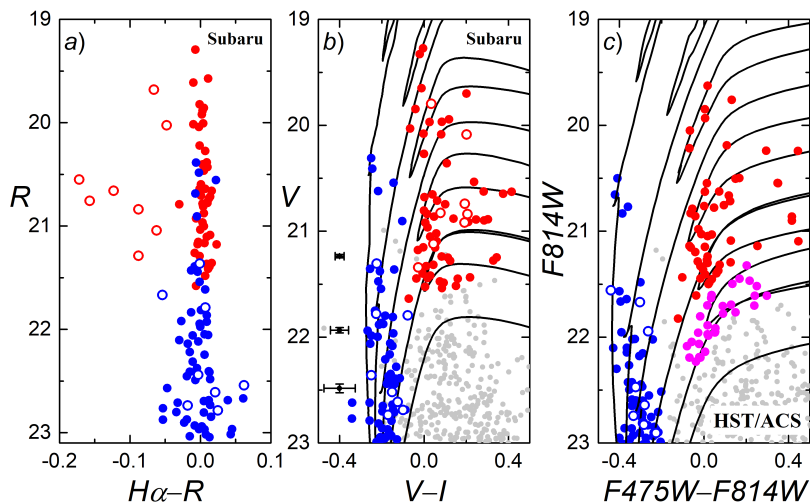 a)
Subaru
b)
Subaru
c)
HST/ACS
R
19
20
21
22
23
-0.2
-0.1
0.0
0.1
Hα–R
V
19
20
21
22
23
-0.4
0.0
0.4
V–I
F814W
19
20
21
22
23
-0.4
0.0
0.4
F475W–F814W